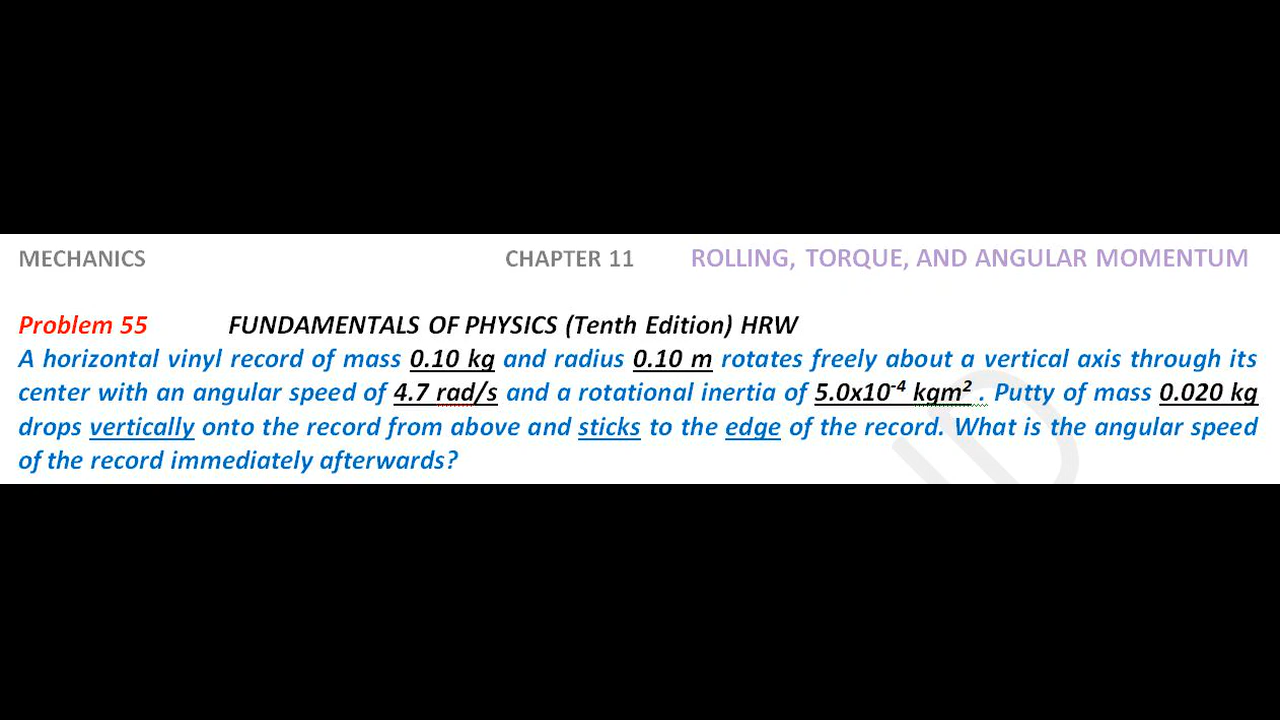 MECHANICS CHAPTER 11 ROLLING, TORQUE, AND ANGULAR MOMENTUM
Problem 55 FUNDAMENTALS OF PHYSICS (Tenth Edition) HRW
A horizontal vinyl record of mass 0.10 kg and radius 0.10 m rotates freely about a vertical axis through its
center with an angular speed of 4.7 rad/s and a rotational inertia of 5.0x10⁻⁴ kgm². Putty of mass 0.020 kg
drops vertically onto the record from above and sticks to the edge of the record. What is the angular speed
of the record immediately afterwards?